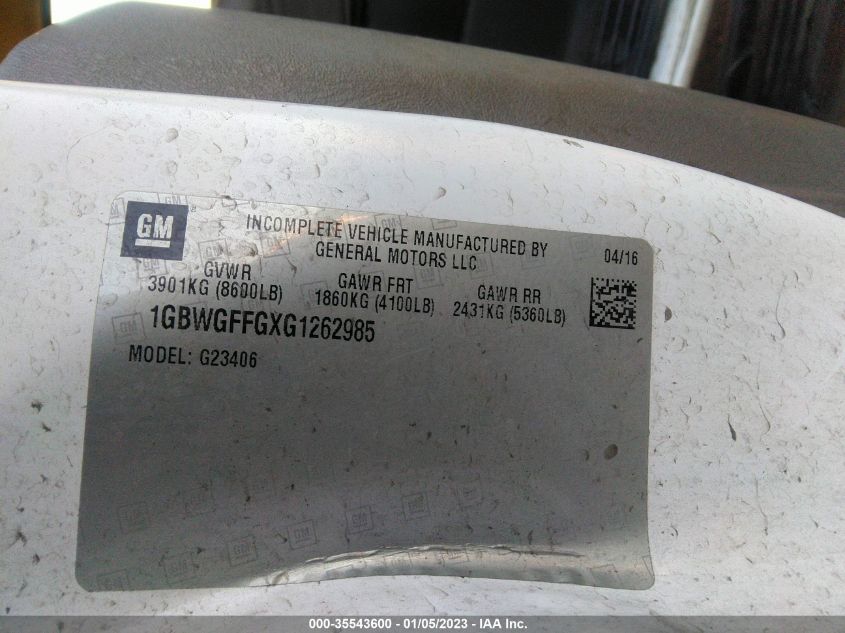 GM ®
INCOMPLETE VEHICLE MANUFACTURED BY
GENERAL MOTORS LLC
04/16
GVWR
3901KG (8600LB)
GAWR FRT
1860KG (4100LB)
GAWR RR
2431KG (5360LB)
1GBWGFFGXG1262985
MODEL: G23406
000-35543600 - 01/05/2023 - IAA Inc.